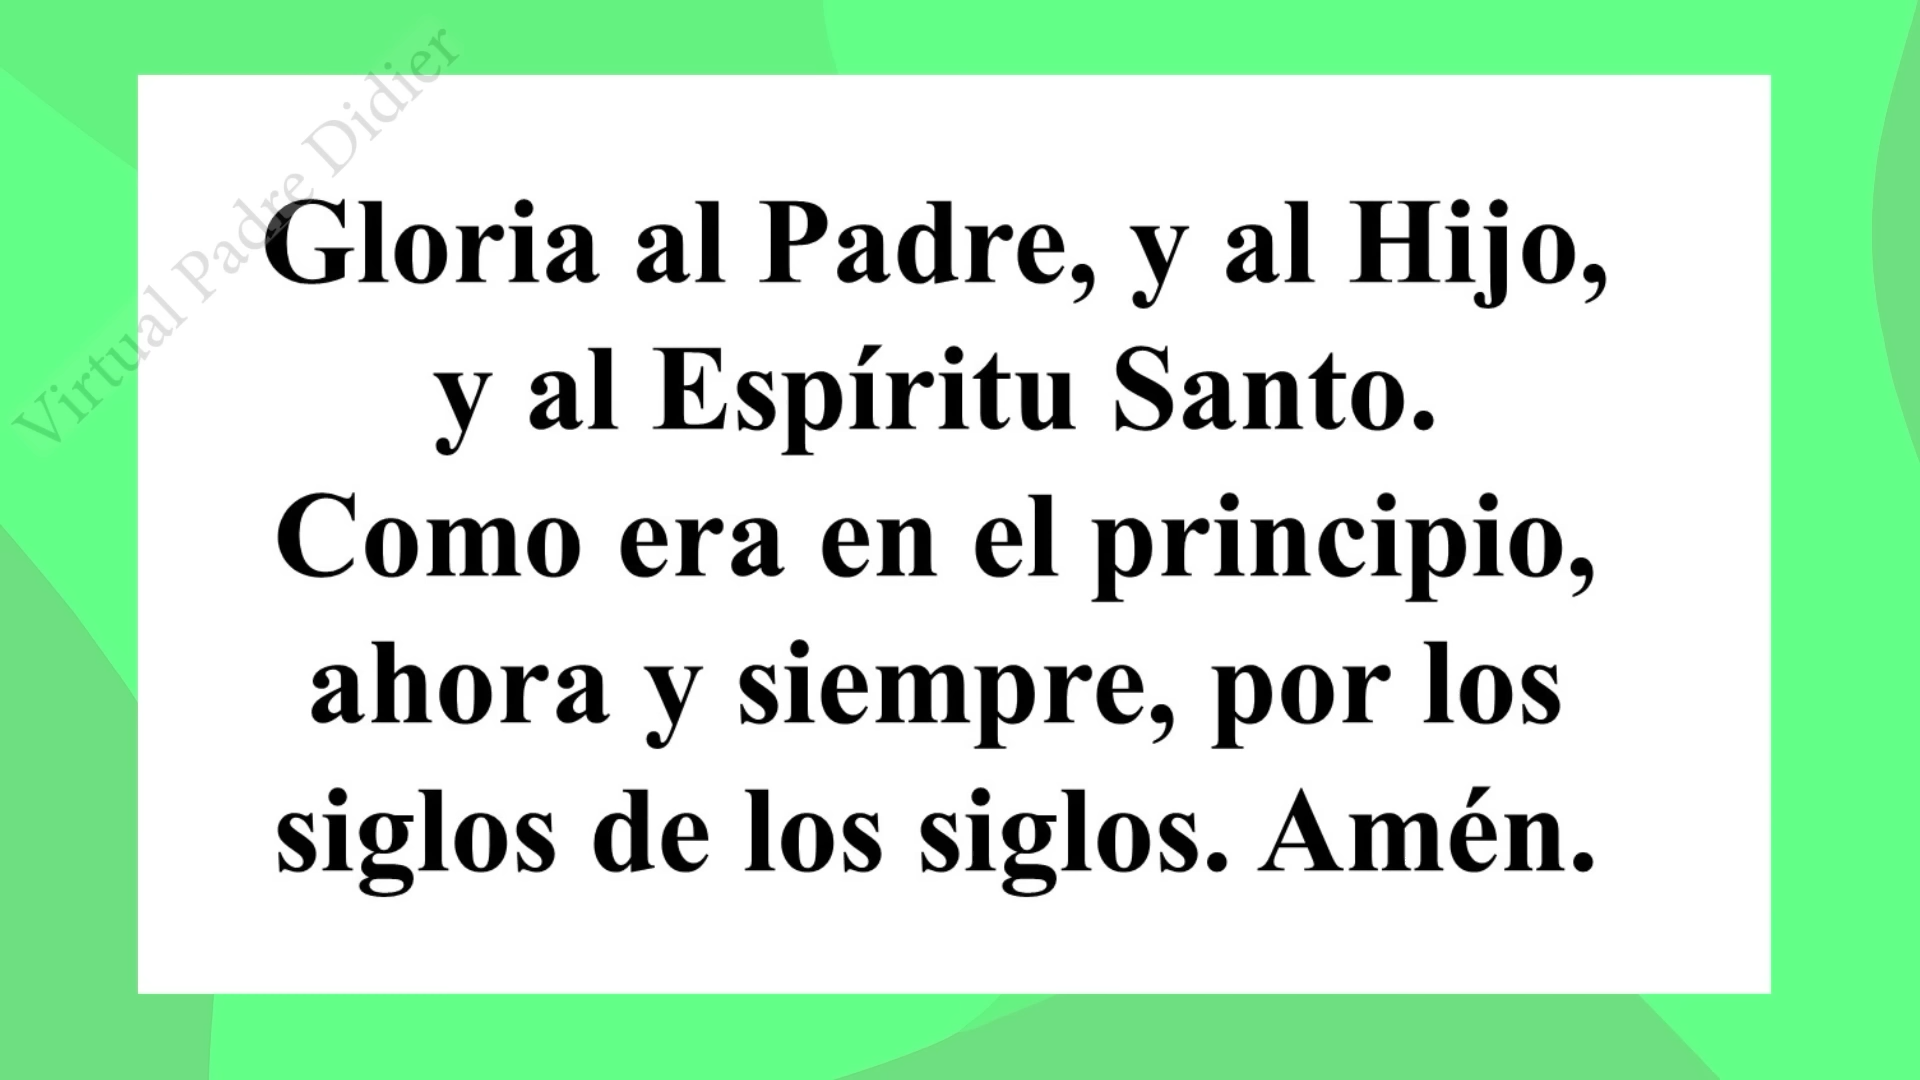 Virtual Padre Didier
Gloria al Padre, y al Hijo,
y al Espíritu Santo.
Como era en el principio,
ahora y siempre, por los
siglos de los siglos. Amén.